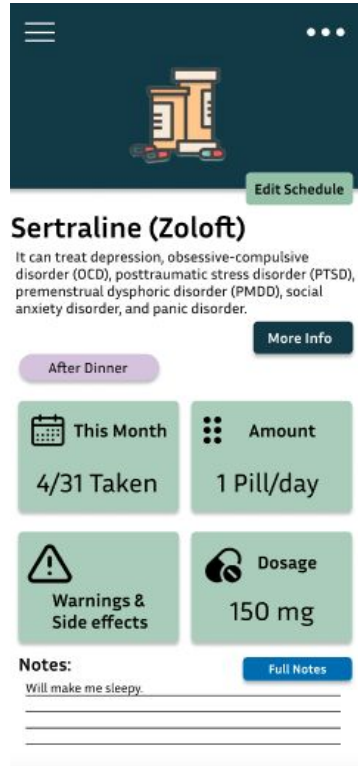 Edit Schedule
Sertraline (Zoloft)
It can treat depression, obsessive-compulsive
disorder (OCD), posttraumatic stress disorder (PTSD),
premenstrual dysphoric disorder (PMDD), social
anxiety disorder, and panic disorder.
More Info
After Dinner
This Month
4/31 Taken
Amount
1 Pill/day
Warnings &
Side effects
Dosage
150 mg
Notes:
Full Notes
Will make me sleepy.